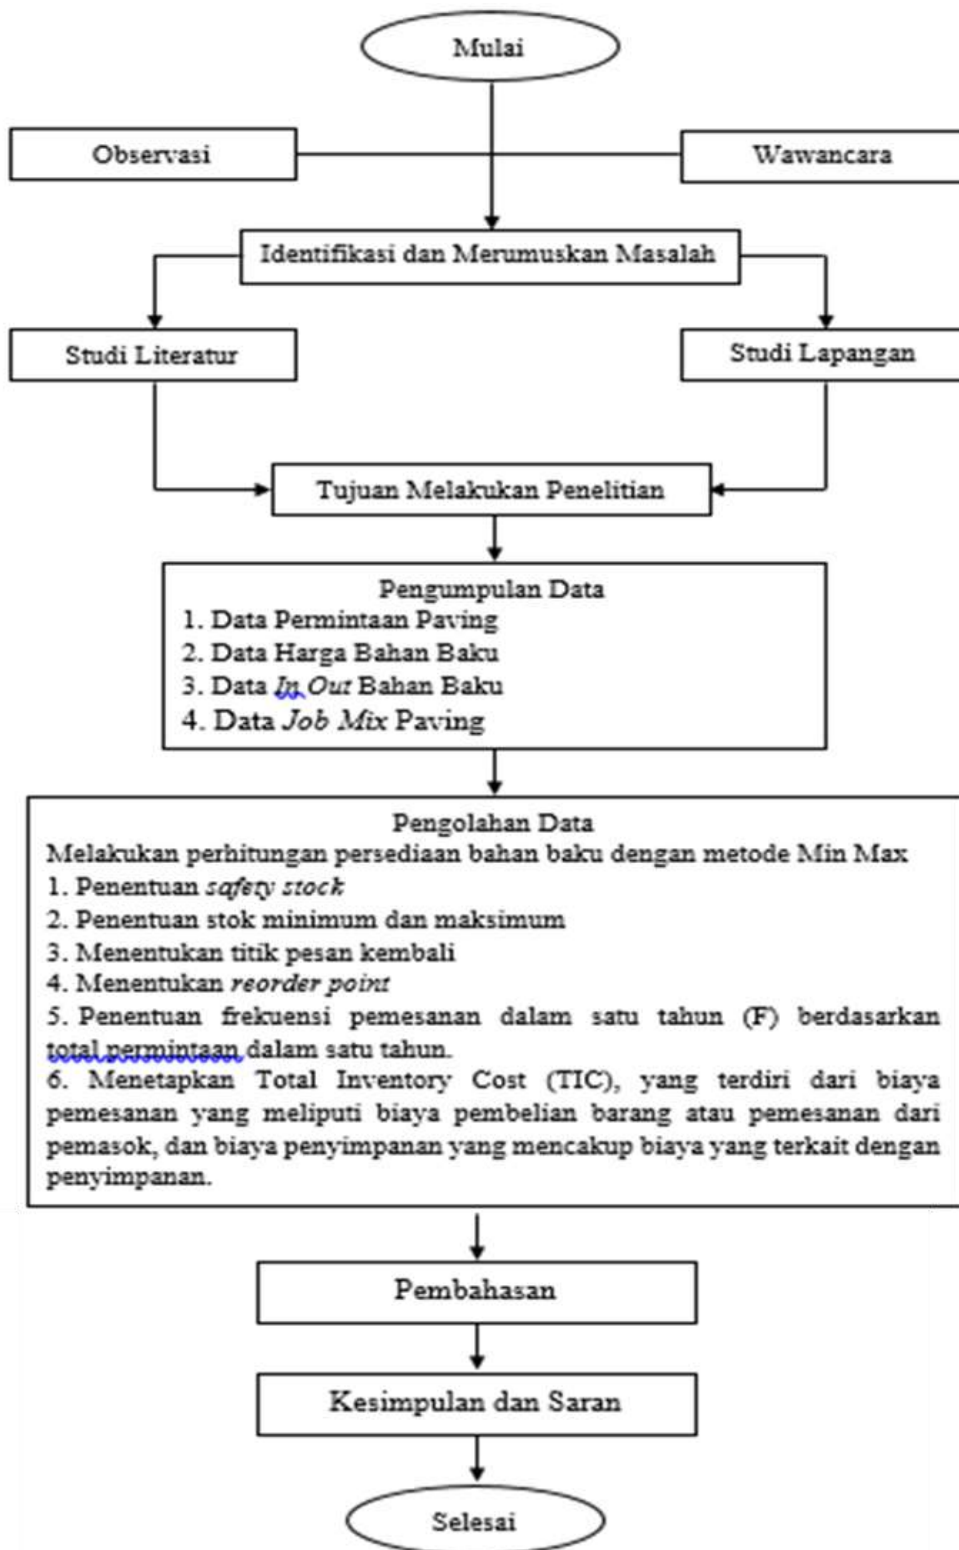 Mulai
Observasi
Wawancara
Identifikasi dan Merumuskan Masalah
Studi Literatur
Studi Lapangan
Tujuan Melakukan Penelitian
Pengumpulan Data
1. Data Permintaan Paving
2. Data Harga Bahan Baku
3. Data In Out Bahan Baku
4. Data Job Mix Paving
Pengolahan Data
Melakukan perhitungan persediaan bahan baku dengan metode Min Max
1. Penentuan safety stock
2. Penentuan stok minimum dan maksimum
3. Menentukan titik pesan kembali
4. Menentukan reorder point
5. Penentuan frekuensi pemesanan dalam satu tahun (F) berdasarkan
total permintaan dalam satu tahun.
6. Menetapkan Total Inventory Cost (TIC), yang terdiri dari biaya
pemesanan yang meliputi biaya pembelian barang atau pemesanan dari
pemasok, dan biaya penyimpanan yang mencakup biaya yang terkait dengan
penyimpanan.
Pembahasan
Kesimpulan dan Saran
Selesai